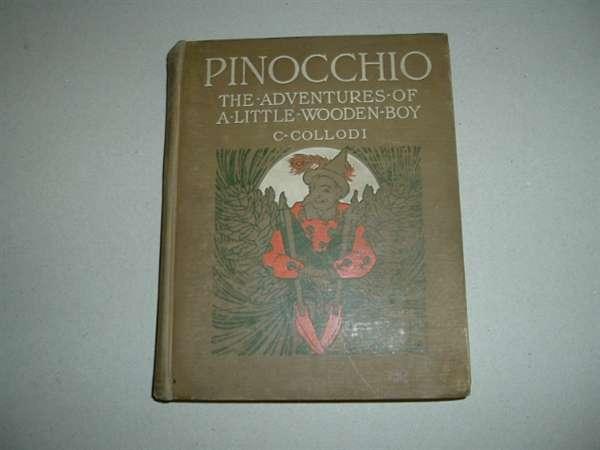 PINOCCHIO
THE·ADVENTURES·OF
A·LITTLE·WOODEN·BOY
C·COLLODI